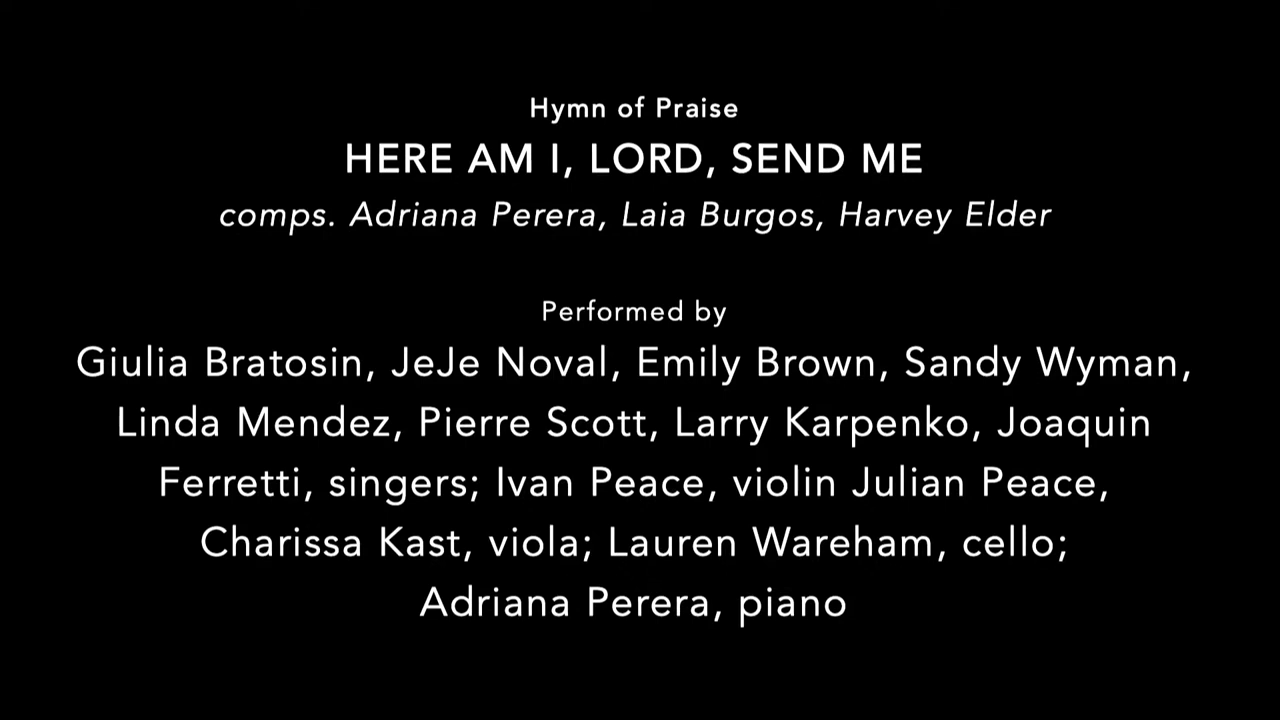 Hymn of Praise
HERE AM I, LORD, SEND ME
comps. Adriana Perera, Laia Burgos, Harvey Elder
Performed by
Giulia Bratosin, JeJe Noval, Emily Brown, Sandy Wyman,
Linda Mendez, Pierre Scott, Larry Karpenko, Joaquin
Ferretti, singers; Ivan Peace, violin Julian Peace,
Charissa Kast, viola; Lauren Wareham, cello;
Adriana Perera, piano